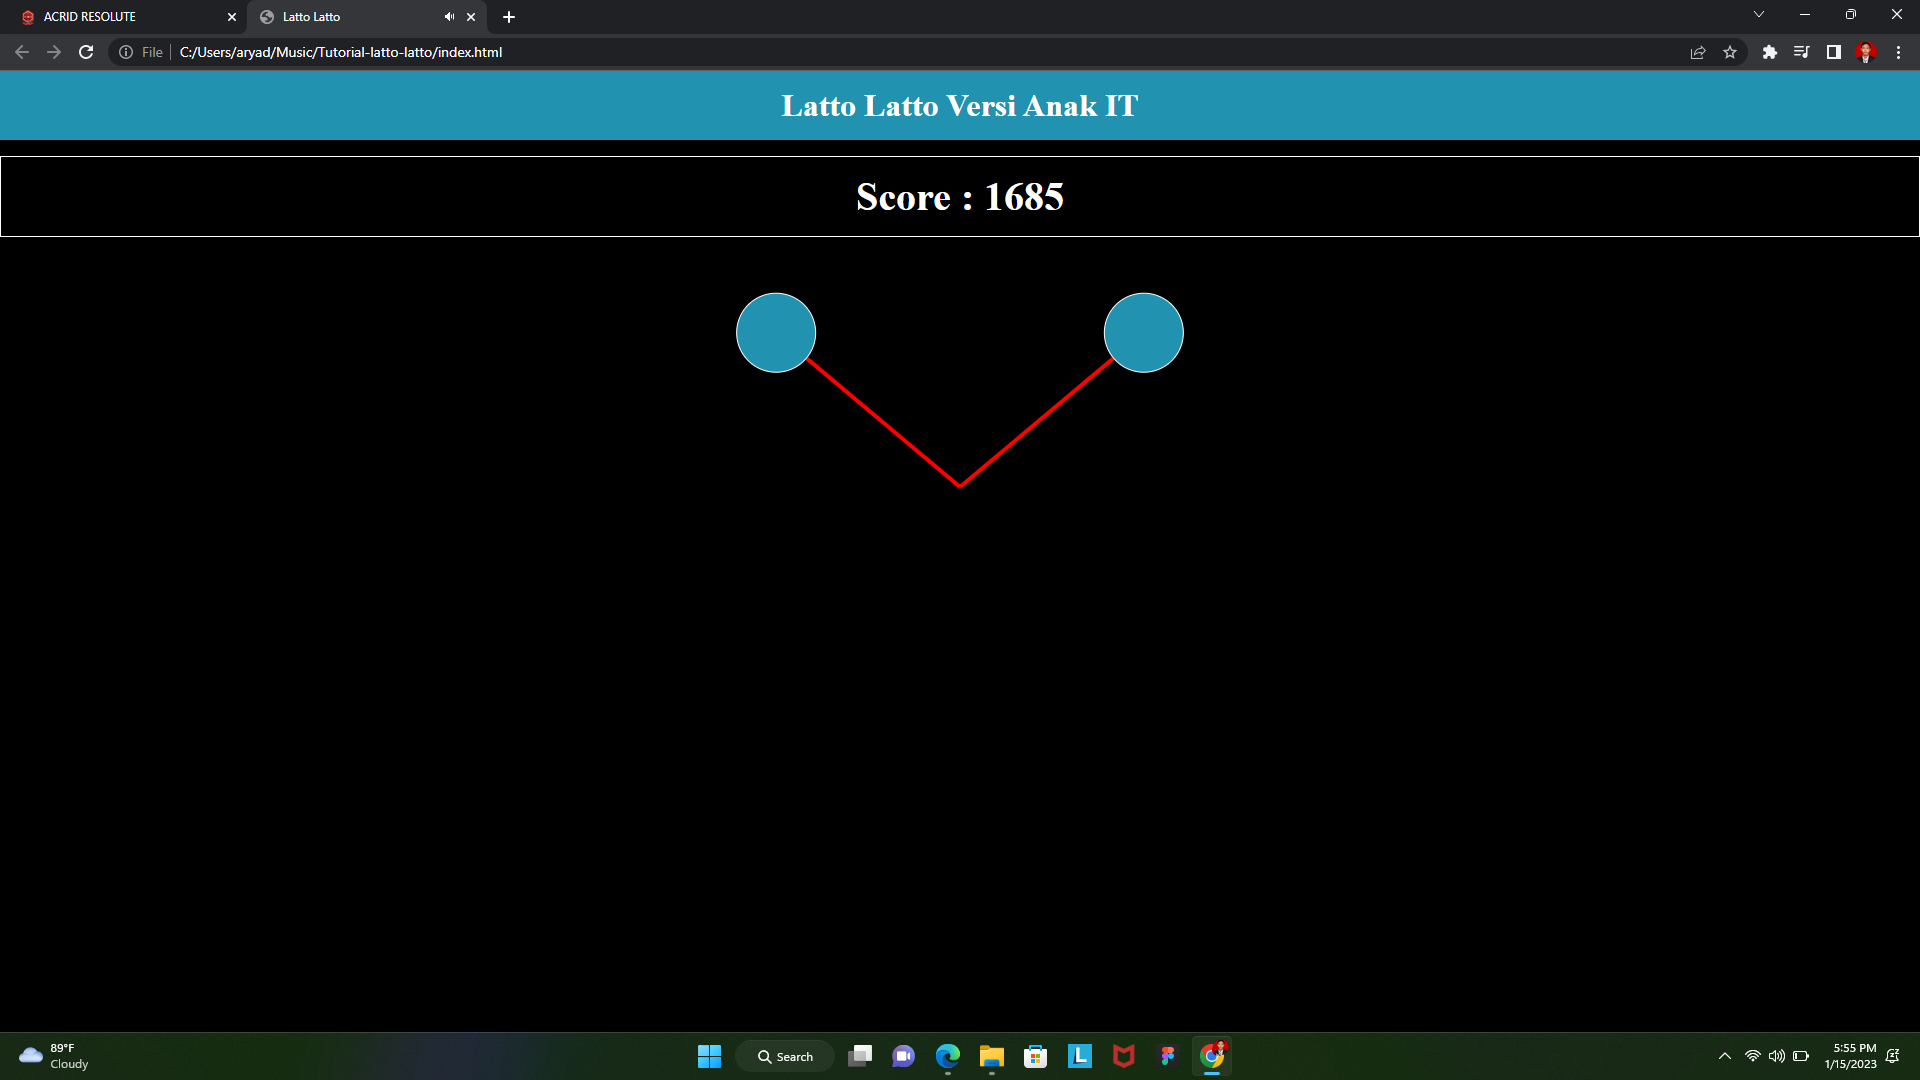 ACRID RESOLUTE
Latto Latto
File
C:/Users/aryad/Music/Tutorial-latto-latto/index.html
Latto Latto Versi Anak IT
Score : 1685
89°F
Cloudy
Search
L
5:55 PM
1/15/2023